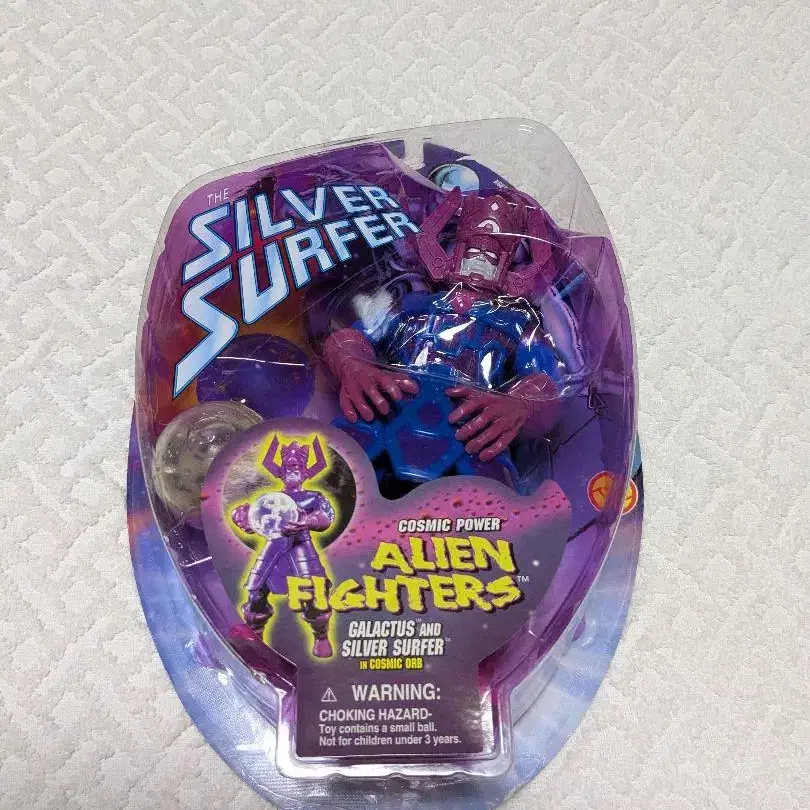 THE
SILVER
SURFER
COSMIC POWER
ALIEN
FIGHTERS™
GALACTUS™ AND
SILVER SURFER™
IN COSMIC ORB
⚠ WARNING:
CHOKING HAZARD-
Toy contains a small ball.
Not for children under 3 years.